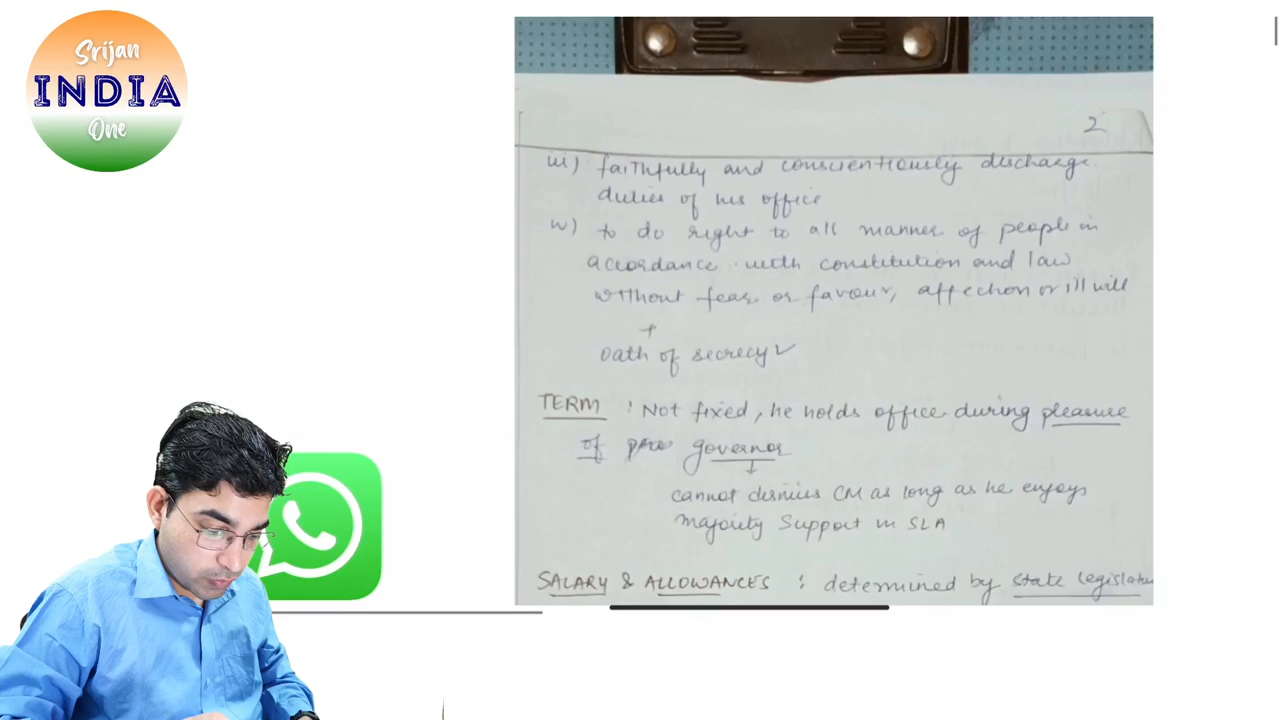 Srijan
INDIA
One
2
iii) faithfully and conscientiously discharge
duties of his office
iv) to do right to all manner of people in
accordance with constitution and law
without fear or favour, affection or ill will
+
oath of secrecy ✓
TERM : Not fixed, he holds office during pleasure
of governor
cannot dismiss CM as long as he enjoys
majority support in SLA
SALARY & ALLOWANCES : determined by state legislatu